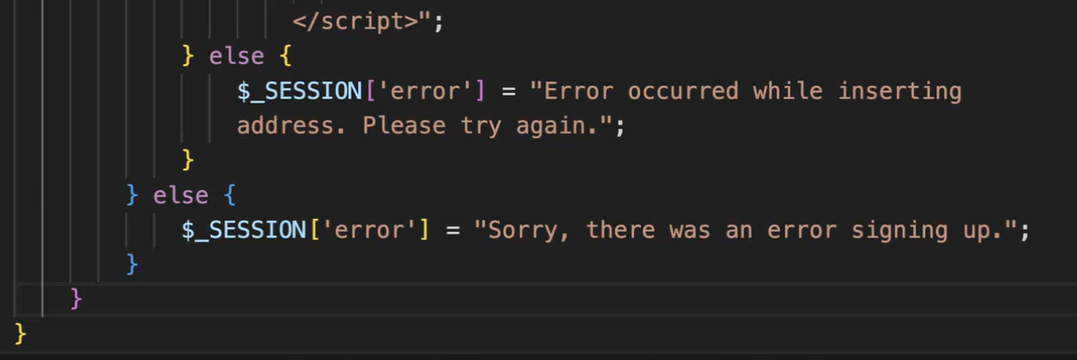 </script>";
} else {
$_SESSION['error'] = "Error occurred while inserting
address. Please try again.";
}
} else {
$_SESSION['error'] = "Sorry, there was an error signing up.";
}
}
}